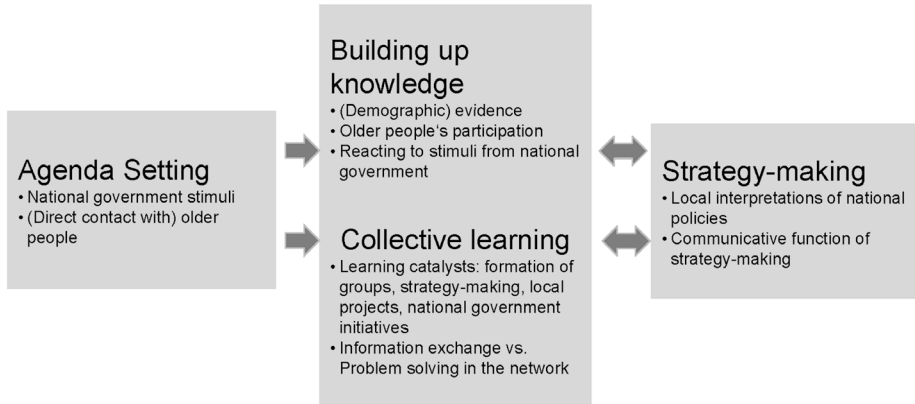 Agenda Setting
• National government stimuli
• (Direct contact with) older
people
Building up
knowledge
• (Demographic) evidence
• Older people‘s participation
• Reacting to stimuli from national
government
Collective learning
• Learning catalysts: formation of
groups, strategy-making, local
projects, national government
initiatives
• Information exchange vs.
Problem solving in the network
Strategy-making
• Local interpretations of national
policies
• Communicative function of
strategy-making